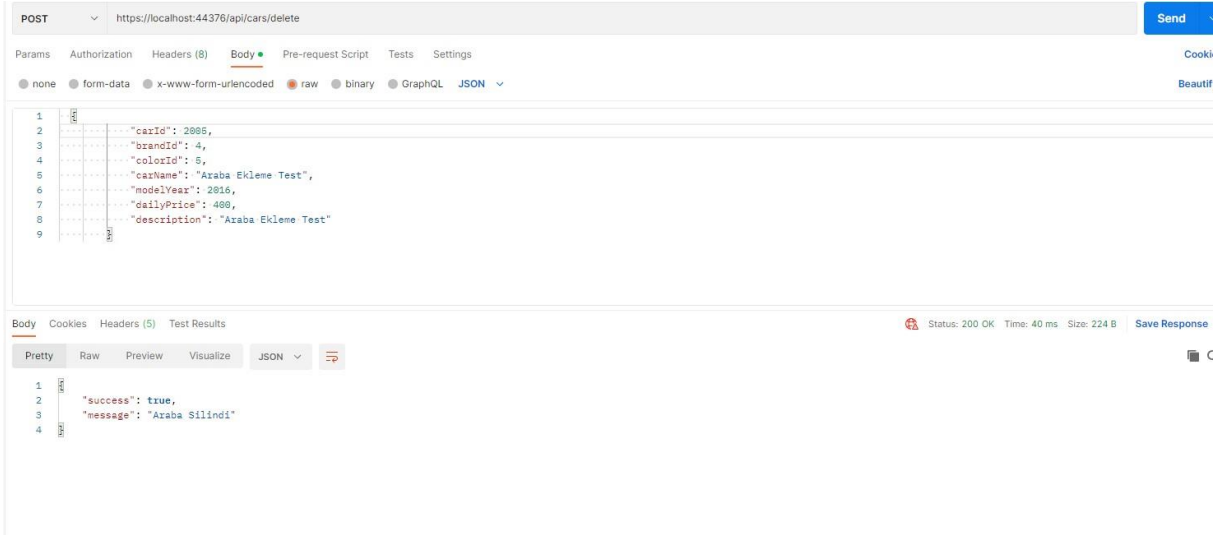 POST https://localhost:44376/api/cars/delete Send
Params Authorization Headers (8) Body Pre-request Script Tests Settings Cookie
none form-data x-www-form-urlencoded raw binary GraphQL JSON Beautif
1 {
2 "carId": 2005,
3 "brandId": 4,
4 "colorId": 5,
5 "carName": "Araba Ekleme Test",
6 "modelYear": 2016,
7 "dailyPrice": 400,
8 "description": "Araba Ekleme Test"
9 }
Body Cookies Headers (5) Test Results Status: 200 OK Time: 40 ms Size: 224 B Save Response
Pretty Raw Preview Visualize JSON
1 {
2 "success": true,
3 "message": "Araba Silindi"
4 }